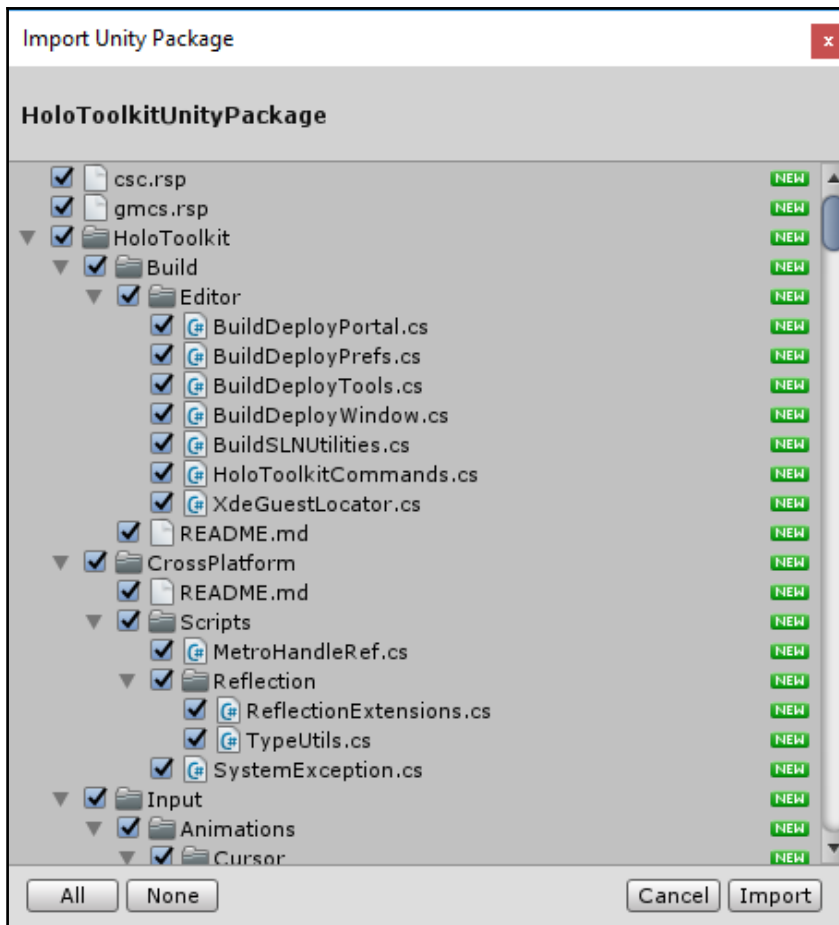 Import Unity Package
x
HoloToolkitUnityPackage
csc.rsp NEW
gmcs.rsp NEW
HoloToolkit NEW
Build NEW
Editor NEW
C# BuildDeployPortal.cs NEW
C# BuildDeployPrefs.cs NEW
C# BuildDeployTools.cs NEW
C# BuildDeployWindow.cs NEW
C# BuildSLNUtilities.cs NEW
C# HoloToolkitCommands.cs NEW
C# XdeGuestLocator.cs NEW
README.md NEW
CrossPlatform NEW
README.md NEW
Scripts NEW
C# MetroHandleRef.cs NEW
Reflection NEW
C# ReflectionExtensions.cs NEW
C# TypeUtils.cs NEW
C# SystemException.cs NEW
Input NEW
Animations NEW
Cursor NEW
All None Cancel Import